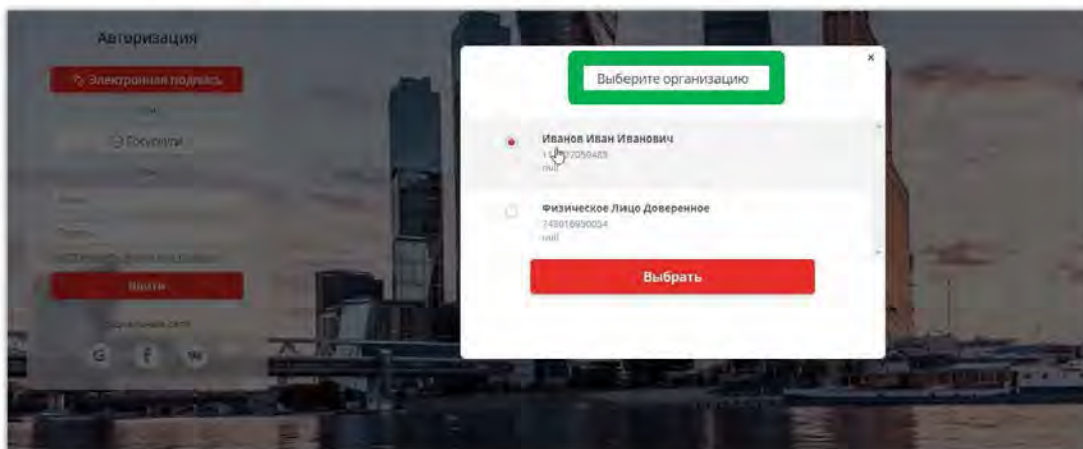 Авторизация
Электронная подпись
Госуслуги
Войти
Выберите организацию
×
Иванов Иван Иванович
null
Физическое Лицо Доверенное
null
Выбрать
G f